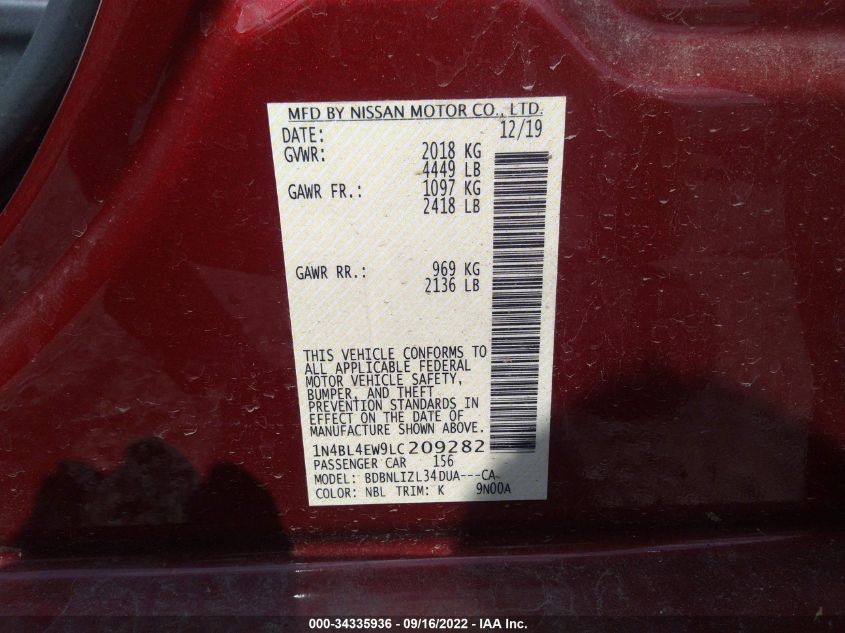 MFD BY NISSAN MOTOR CO., LTD.
DATE: 12/19
GVWR: 2018 KG
4449 LB
GAWR FR.: 1097 KG
2418 LB
GAWR RR.: 969 KG
2136 LB
THIS VEHICLE CONFORMS TO
ALL APPLICABLE FEDERAL
MOTOR VEHICLE SAFETY,
BUMPER, AND THEFT
PREVENTION STANDARDS IN
EFFECT ON THE DATE OF
MANUFACTURE SHOWN ABOVE.
1N4BL4EW9LC209282
PASSENGER CAR 156
MODEL: BDBNLIZL34DUA---CA
COLOR: NBL TRIM: K 9N00A
000-34335936 - 09/16/2022 - IAA Inc.